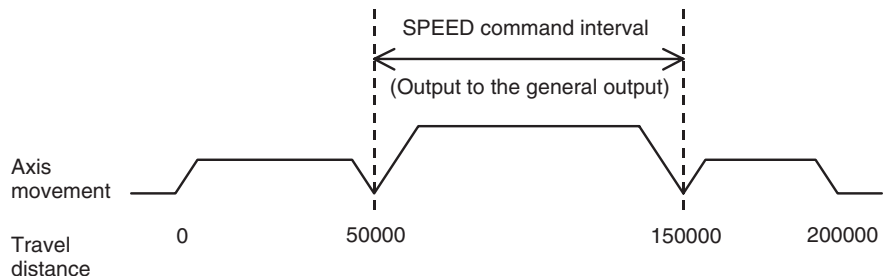 SPEED command interval
(Output to the general output)
Axis
movement
Travel
distance
0 50000 150000 200000